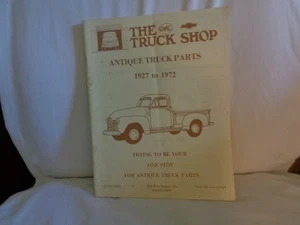 THE
TRUCK SHOP
GMC
ANTIQUE TRUCK PARTS
1927 to 1972
TRYING TO BE YOUR
ONE STOP
FOR ANTIQUE TRUCK PARTS